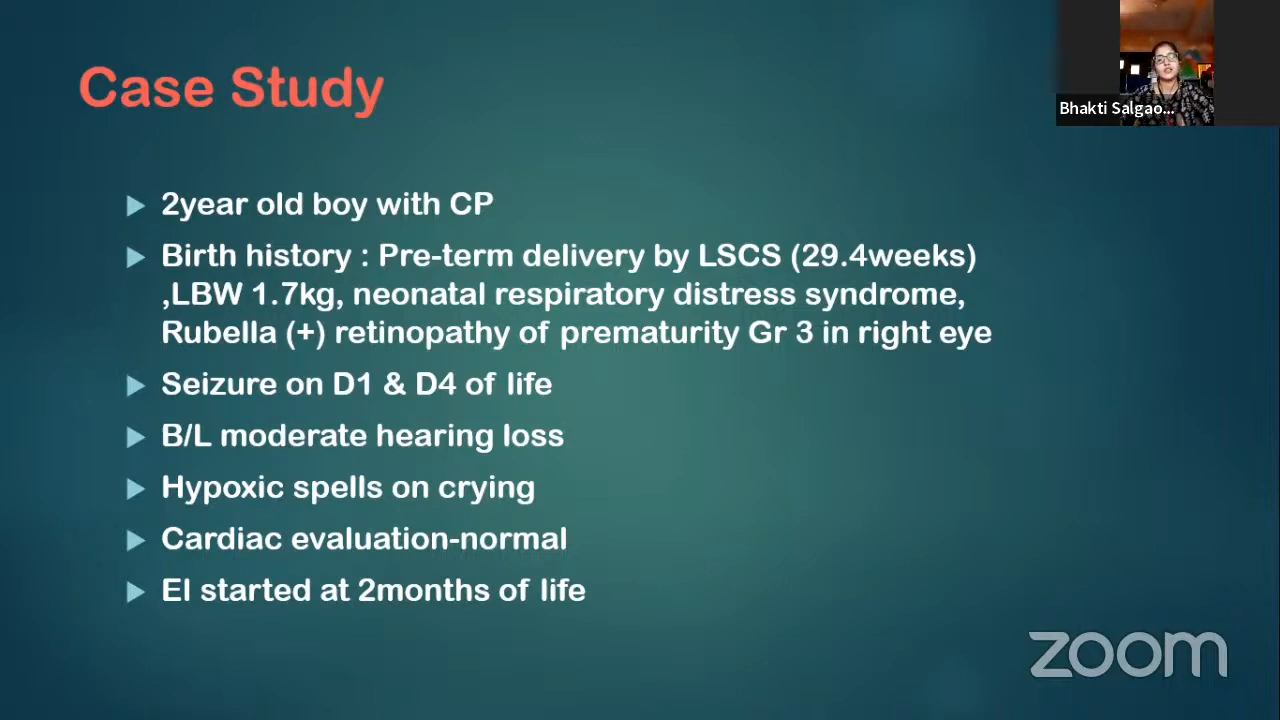 Case Study
Bhakti Salgao...
2year old boy with CP
Birth history : Pre-term delivery by LSCS (29.4weeks)
,LBW 1.7kg, neonatal respiratory distress syndrome,
Rubella (+) retinopathy of prematurity Gr 3 in right eye
Seizure on D1 & D4 of life
B/L moderate hearing loss
Hypoxic spells on crying
Cardiac evaluation-normal
EI started at 2months of life
zoom